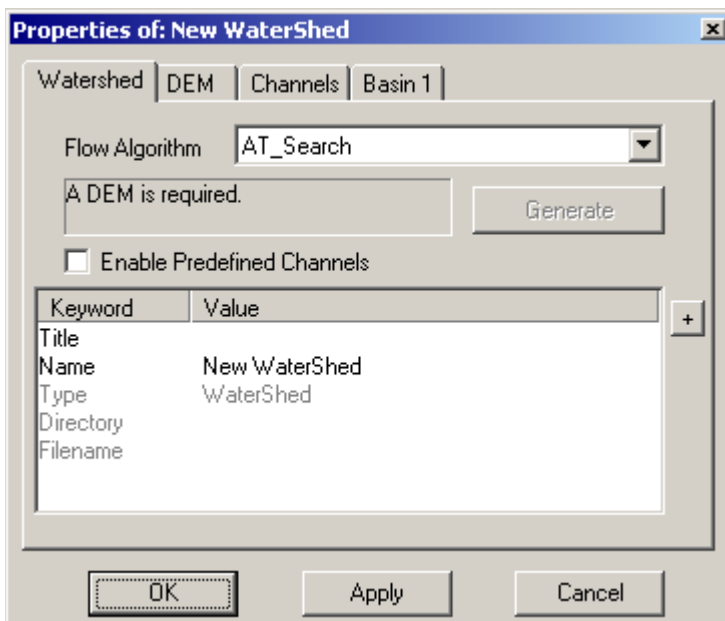 Properties of: New WaterShed
Watershed DEM Channels Basin 1
Flow Algorithm AT_Search
A DEM is required. Generate
Enable Predefined Channels
Keyword Value
+
Title
Name New WaterShed
Type WaterShed
Directory
Filename
OK Apply Cancel